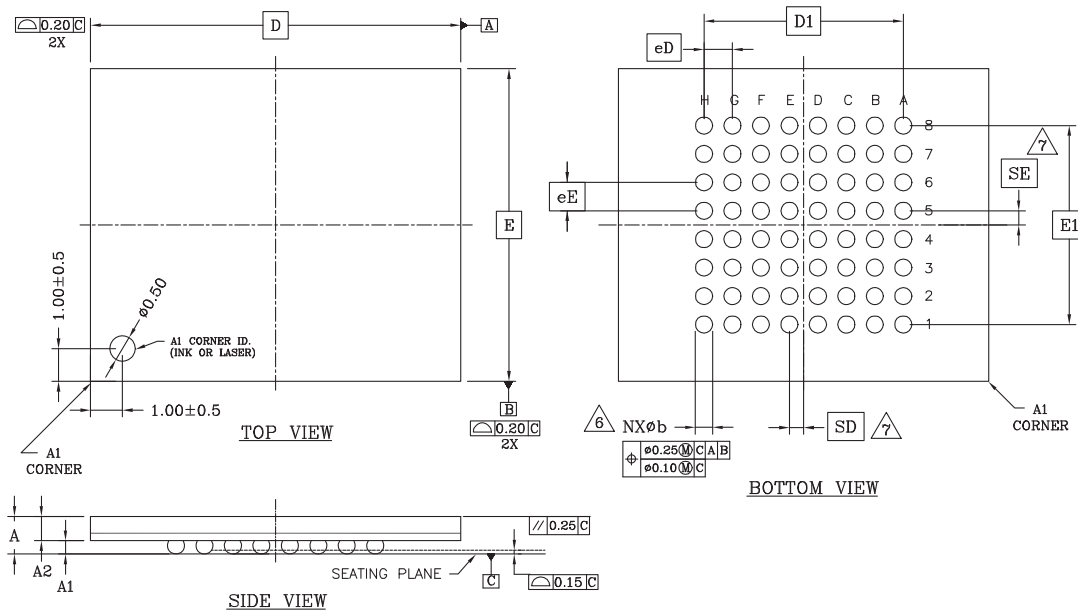 ⌓ 0.20 C
2X
D
A
E
1.00±0.5
ø0.50
A1 CORNER ID.
(INK OR LASER)
1.00±0.5
A1
CORNER
TOP VIEW
B
⌓ 0.20 C
2X
D1
eD
H G F E D C B A
8
7
6
5
4
3
2
1
7
SE
eE
E1
6
NXøb
⌖ ø0.25Ⓜ C A B
ø0.10Ⓜ C
SD
7
A1
CORNER
BOTTOM VIEW
A
A2
A1
// 0.25 C
SEATING PLANE
C
⌓ 0.15 C
SIDE VIEW